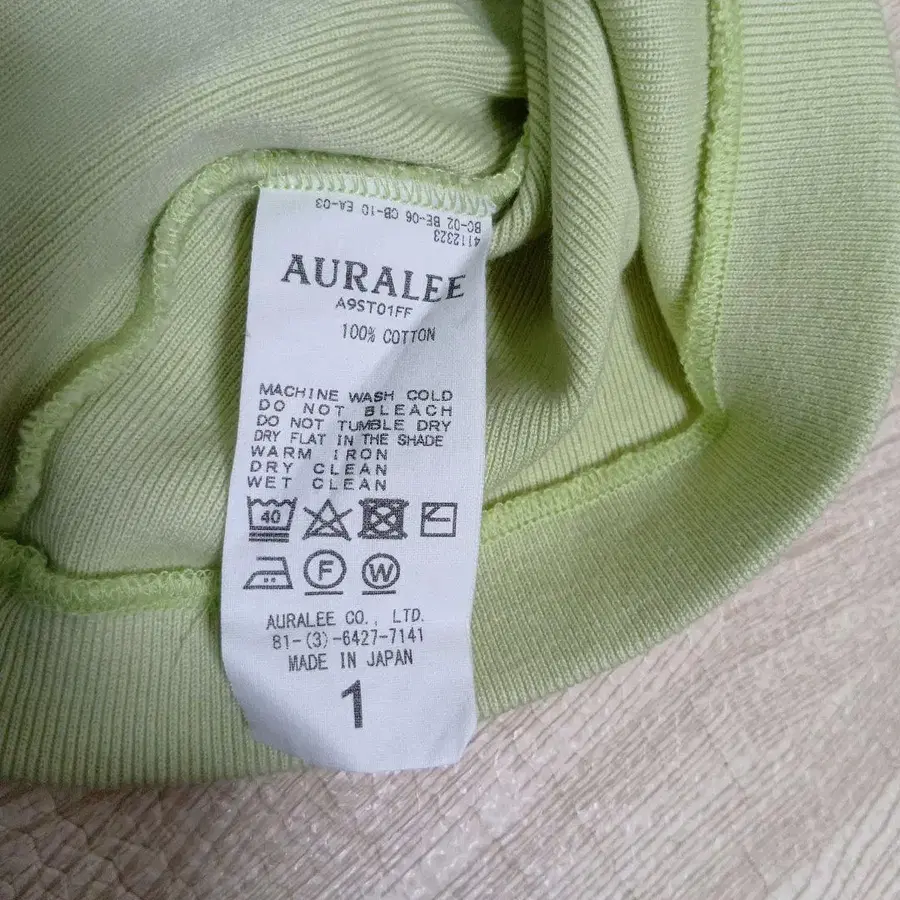 BC-02 BE-06 CB-10 EA-03
4112323
AURALEE
A9ST01FF
100% COTTON
MACHINE WASH COLD
DO NOT BLEACH
DO NOT TUMBLE DRY
DRY FLAT IN THE SHADE
WARM IRON
DRY CLEAN
WET CLEAN
40
F
W
AURALEE CO., LTD.
81-(3)-6427-7141
MADE IN JAPAN
1